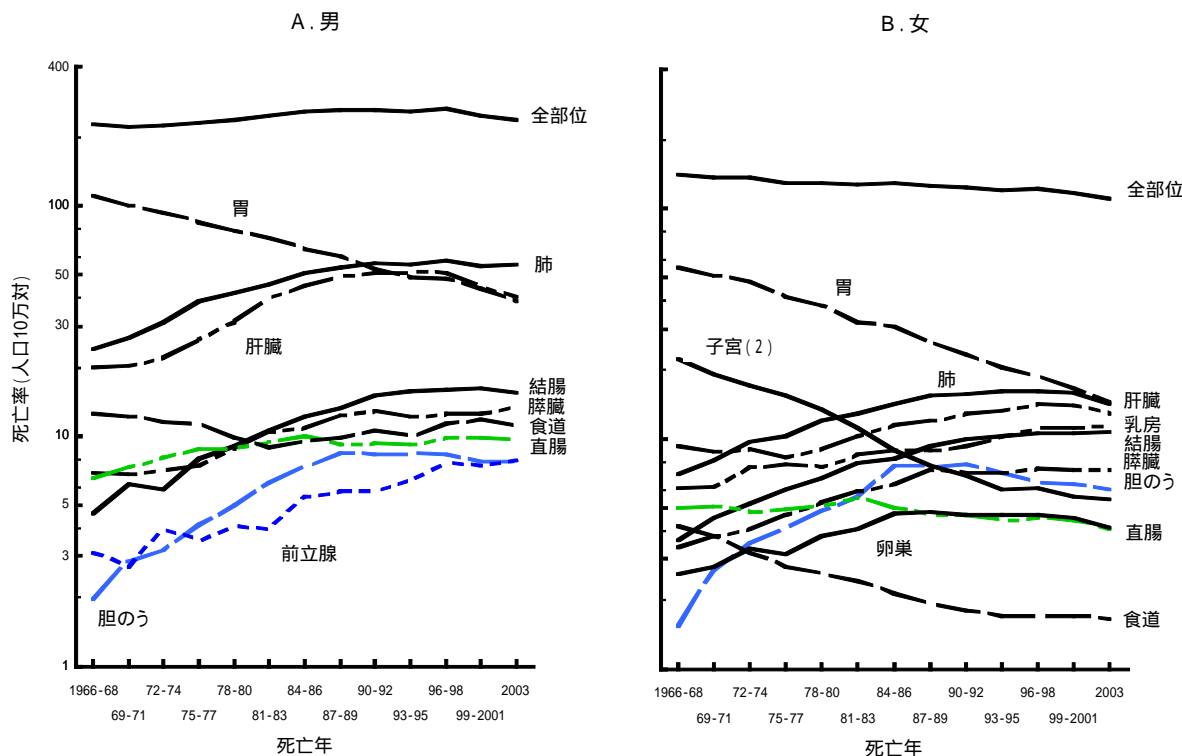 A.男
B.女
400
100
50
30
10
5
3
1
死亡率(人口10万対)
全部位
胃
肺
肝臓
結腸
膵臓
食道
直腸
前立腺
胆のう
1966-68
72-74
78-80
84-86
90-92
96-98
2003
69-71
75-77
81-83
87-89
93-95
99-2001
死亡年
全部位
胃
子宮(2)
肺
肝臓
乳房
結腸
膵臓
胆のう
直腸
卵巣
食道
1966-68
72-74
78-80
84-86
90-92
96-98
2003
69-71
75-77
81-83
87-89
93-95
99-2001
死亡年